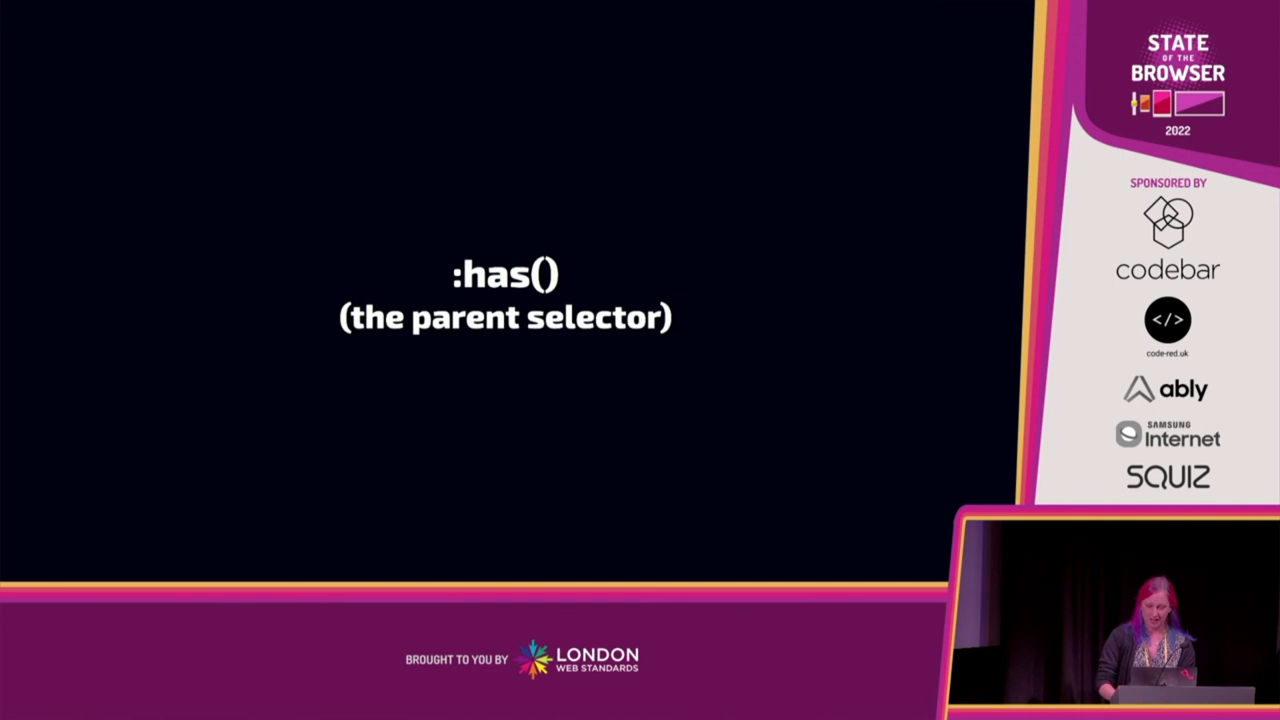 :has()
(the parent selector)
STATE
OF THE
BROWSER
2022
SPONSORED BY
codebar
</>
code-red.uk
ably
SAMSUNG
Internet
SQUIZ
BROUGHT TO YOU BY
LONDON
WEB STANDARDS